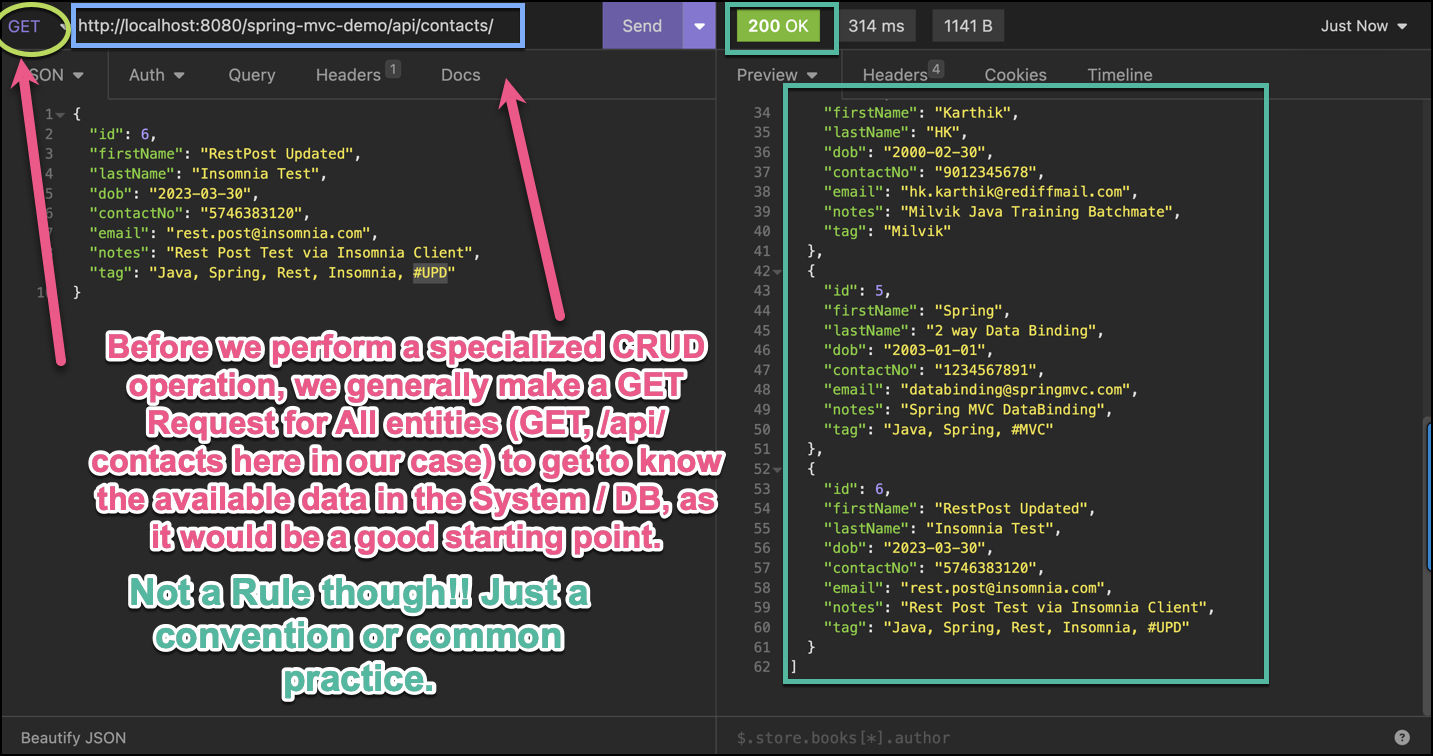 GET http://localhost:8080/spring-mvc-demo/api/contacts/ Send 200 OK 314 ms 1141 B Just Now
SON Auth Query Headers 1 Docs
Preview Headers 4 Cookies Timeline
1 {
2 "id": 6,
3 "firstName": "RestPost Updated",
4 "lastName": "Insomnia Test",
5 "dob": "2023-03-30",
6 "contactNo": "5746383120",
"email": "rest.post@insomnia.com",
"notes": "Rest Post Test via Insomnia Client",
"tag": "Java, Spring, Rest, Insomnia, #UPD"
}
Before we perform a specialized CRUD
operation, we generally make a GET
Request for All entities (GET, /api/
contacts here in our case) to get to know
the available data in the System / DB, as
it would be a good starting point.
Not a Rule though!! Just a
convention or common
practice.
34 "firstName": "Karthik",
35 "lastName": "HK",
36 "dob": "2000-02-30",
37 "contactNo": "9012345678",
38 "email": "hk.karthik@rediffmail.com",
39 "notes": "Milvik Java Training Batchmate",
40 "tag": "Milvik"
41 },
42 {
43 "id": 5,
44 "firstName": "Spring",
45 "lastName": "2 way Data Binding",
46 "dob": "2003-01-01",
47 "contactNo": "1234567891",
48 "email": "databinding@springmvc.com",
49 "notes": "Spring MVC DataBinding",
50 "tag": "Java, Spring, #MVC"
51 },
52 {
53 "id": 6,
54 "firstName": "RestPost Updated",
55 "lastName": "Insomnia Test",
56 "dob": "2023-03-30",
57 "contactNo": "5746383120",
58 "email": "rest.post@insomnia.com",
59 "notes": "Rest Post Test via Insomnia Client",
60 "tag": "Java, Spring, Rest, Insomnia, #UPD"
61 }
62 ]
Beautify JSON
$.store.books[*].author
?